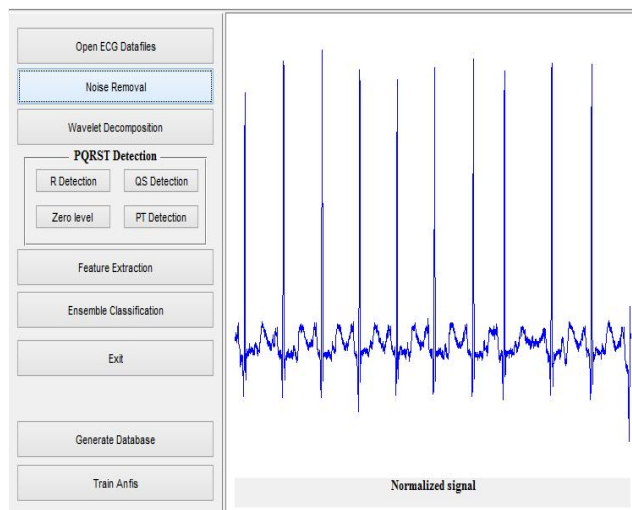 Open ECG Datafiles
Noise Removal
Wavelet Decomposition
PQRST Detection
R Detection
QS Detection
Zero level
PT Detection
Feature Extraction
Ensemble Classification
Exit
Generate Database
Train Anfis
Normalized signal